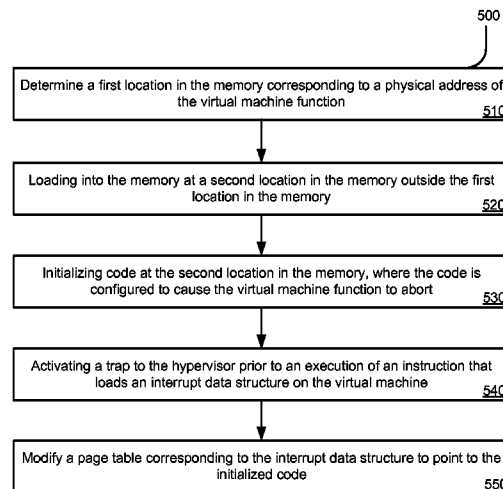 500
Determine a first location in the memory corresponding to a physical address of
the virtual machine function
510
Loading into the memory at a second location in the memory outside the first
location in the memory
520
Initializing code at the second location in the memory, where the code is
configured to cause the virtual machine function to abort
530
Activating a trap to the hypervisor prior to an execution of an instruction that
loads an interrupt data structure on the virtual machine
540
Modify a page table corresponding to the interrupt data structure to point to the
initialized code
550